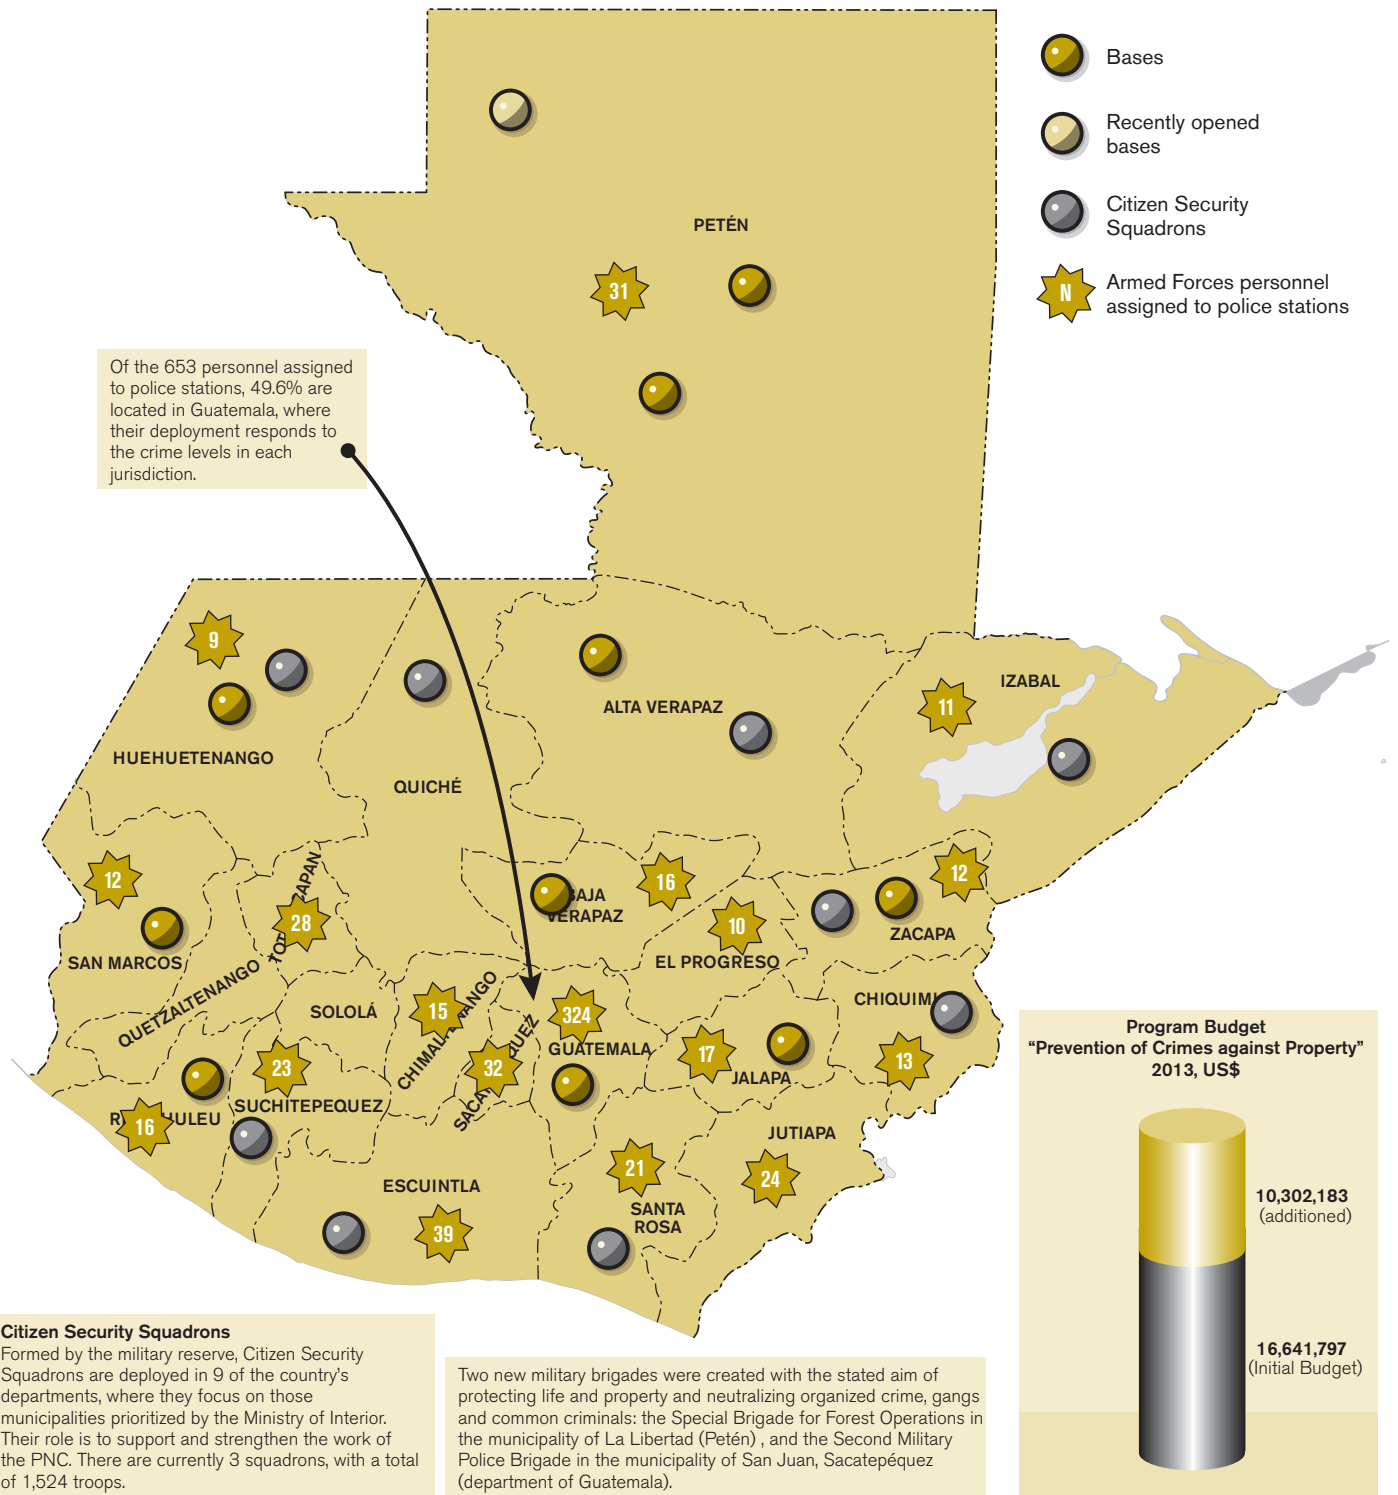 Bases
Recently opened
bases
Citizen Security
Squadrons
N
Armed Forces personnel
assigned to police stations
PETÉN
31
Of the 653 personnel assigned
to police stations, 49.6% are
located in Guatemala, where
their deployment responds to
the crime levels in each
jurisdiction.
9
HUEHUETENANGO
QUICHÉ
ALTA VERAPAZ
IZABAL
11
12
SAN MARCOS
QUETZALTENANGO
28
BAJA
VERAPAZ
16
10
EL PROGRESO
12
ZACAPA
SOLOLÁ
15
324
GUATEMALA
32
17
JALAPA
13
23
SUCHITEPEQUEZ
16
ESCUINTLA
39
21
SANTA
ROSA
JUTIAPA
24
Program Budget
“Prevention of Crimes against Property”
2013, US$
10,302,183
(additioned)
16,641,797
(Initial Budget)
Citizen Security Squadrons
Formed by the military reserve, Citizen Security
Squadrons are deployed in 9 of the country’s
departments, where they focus on those
municipalities prioritized by the Ministry of Interior.
Their role is to support and strengthen the work of
the PNC. There are currently 3 squadrons, with a total
of 1,524 troops.
Two new military brigades were created with the stated aim of
protecting life and property and neutralizing organized crime, gangs
and common criminals: the Special Brigade for Forest Operations in
the municipality of La Libertad (Petén) , and the Second Military
Police Brigade in the municipality of San Juan, Sacatepéquez
(department of Guatemala).